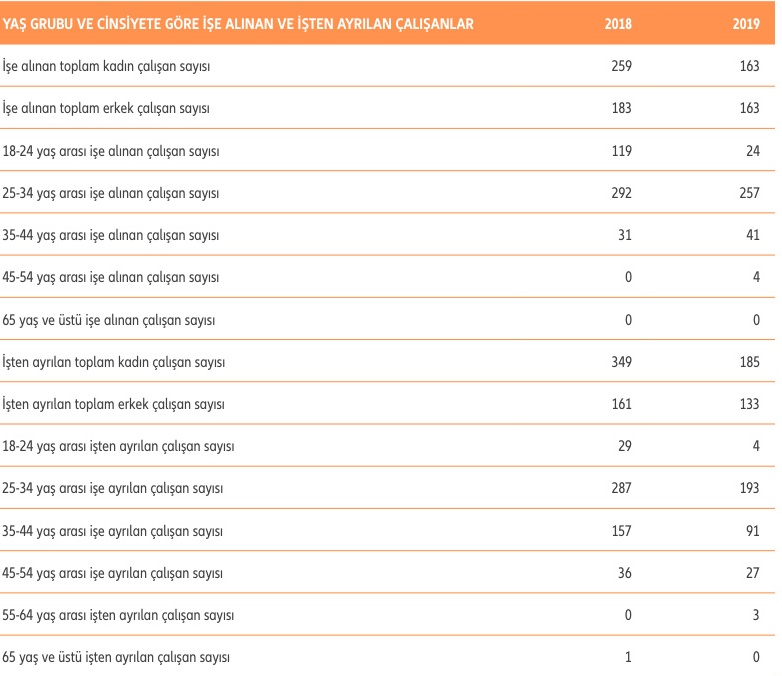 YAŞ GRUBU VE CİNSİYETE GÖRE İŞE ALINAN VE İŞTEN AYRILAN ÇALIŞANLAR 2018 2019
İşe alınan toplam kadın çalışan sayısı 259 163
İşe alınan toplam erkek çalışan sayısı 183 163
18-24 yaş arası işe alınan çalışan sayısı 119 24
25-34 yaş arası işe alınan çalışan sayısı 292 257
35-44 yaş arası işe alınan çalışan sayısı 31 41
45-54 yaş arası işe alınan çalışan sayısı 0 4
65 yaş ve üstü işe alınan çalışan sayısı 0 0
İşten ayrılan toplam kadın çalışan sayısı 349 185
İşten ayrılan toplam erkek çalışan sayısı 161 133
18-24 yaş arası işten ayrılan çalışan sayısı 29 4
25-34 yaş arası işe ayrılan çalışan sayısı 287 193
35-44 yaş arası işe ayrılan çalışan sayısı 157 91
45-54 yaş arası işe ayrılan çalışan sayısı 36 27
55-64 yaş arası işten ayrılan çalışan sayısı 0 3
65 yaş ve üstü işten ayrılan çalışan sayısı 1 0